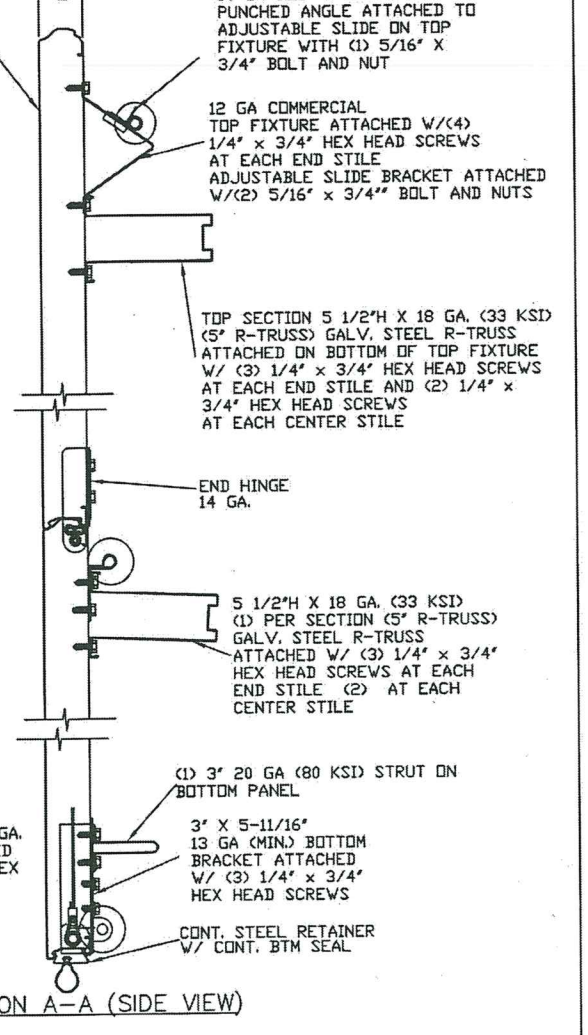 PUNCHED ANGLE ATTACHED TO
ADJUSTABLE SLIDE ON TOP
FIXTURE WITH (1) 5/16" X
3/4" BOLT AND NUT
12 GA COMMERCIAL
TOP FIXTURE ATTACHED W/(4)
1/4" x 3/4" HEX HEAD SCREWS
AT EACH END STILE
ADJUSTABLE SLIDE BRACKET ATTACHED
W/(2) 5/16" x 3/4"" BOLT AND NUTS
TOP SECTION 5 1/2"H X 18 GA. (33 KSI)
(5" R-TRUSS) GALV. STEEL R-TRUSS
ATTACHED ON BOTTOM OF TOP FIXTURE
W/ (3) 1/4" x 3/4" HEX HEAD SCREWS
AT EACH END STILE AND (2) 1/4" x
3/4" HEX HEAD SCREWS
AT EACH CENTER STILE
END HINGE
14 GA.
5 1/2"H X 18 GA. (33 KSI)
(1) PER SECTION (5" R-TRUSS)
GALV. STEEL R-TRUSS
ATTACHED W/ (3) 1/4" x 3/4"
HEX HEAD SCREWS AT EACH
END STILE (2) AT EACH
CENTER STILE
(1) 3" 20 GA (80 KSI) STRUT ON
BOTTOM PANEL
3" X 5-11/16"
13 GA (MIN.) BOTTOM
BRACKET ATTACHED
W/ (3) 1/4" x 3/4"
HEX HEAD SCREWS
GA.
ED
EX
CONT. STEEL RETAINER
W/ CONT. BTM SEAL
ON A-A (SIDE VIEW)